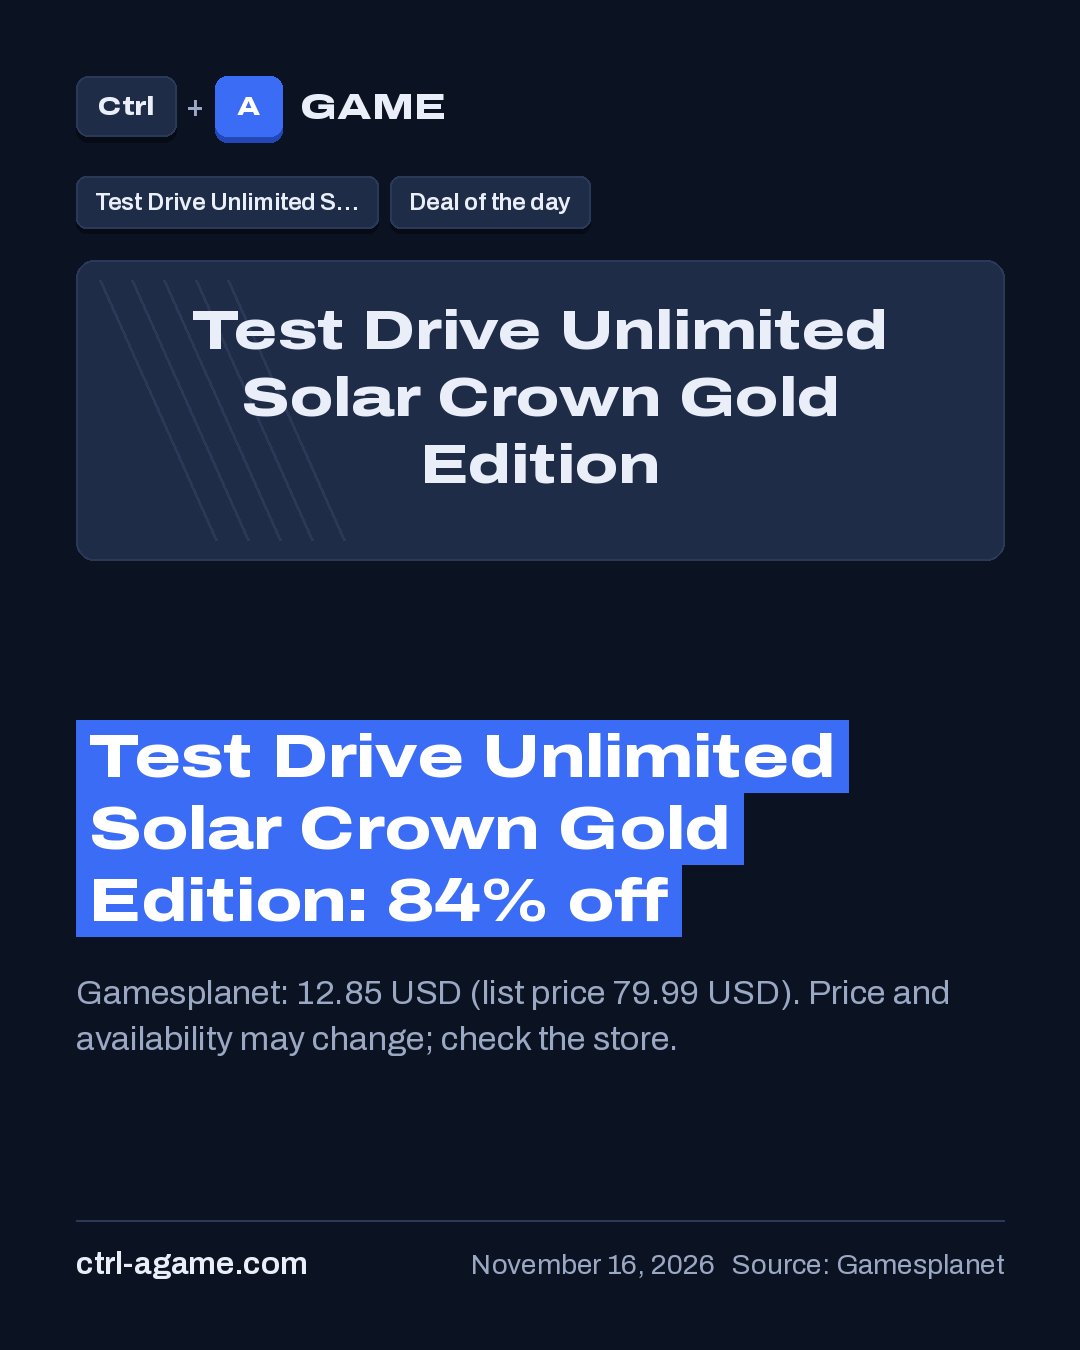 Ctrl + A GAME
Test Drive Unlimited S...
Deal of the day
Test Drive Unlimited
Solar Crown Gold
Edition
Test Drive Unlimited
Solar Crown Gold
Edition: 84% off
Gamesplanet: 12.85 USD (list price 79.99 USD). Price and
availability may change; check the store.
ctrl-agame.com
November 16, 2026 Source: Gamesplanet